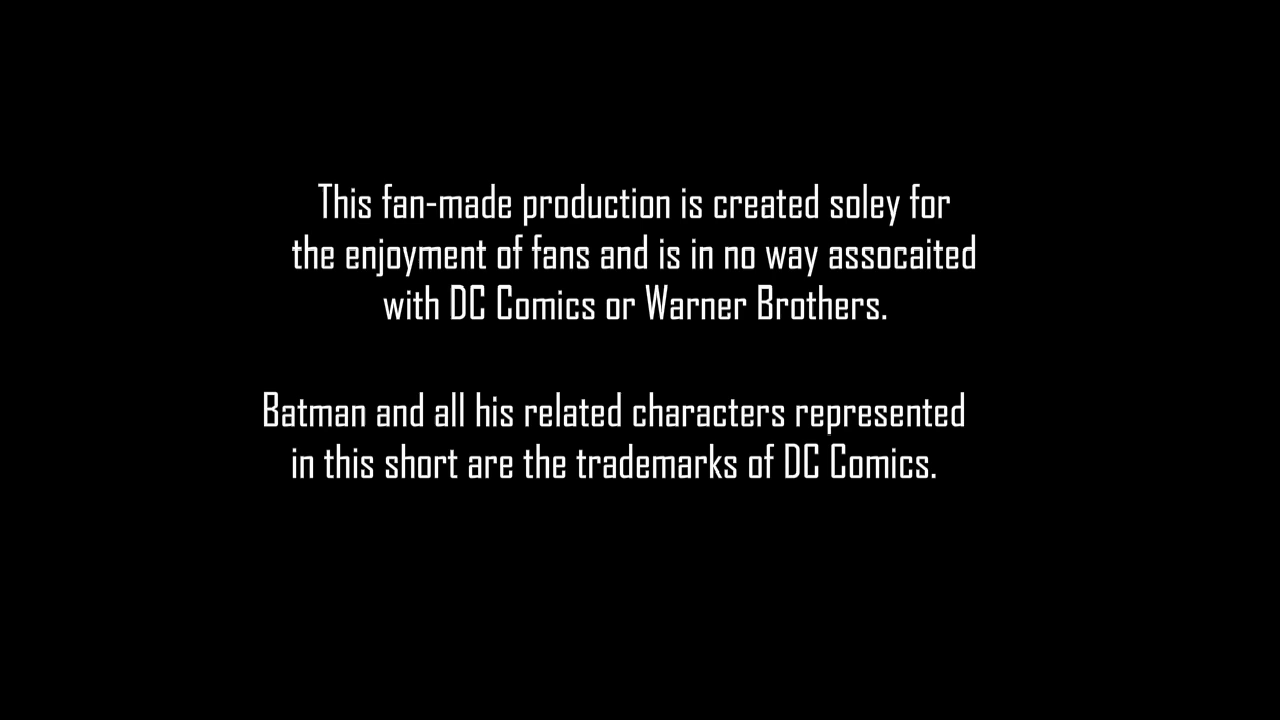 This fan-made production is created soley for
the enjoyment of fans and is in no way assocaited
with DC Comics or Warner Brothers.
Batman and all his related characters represented
in this short are the trademarks of DC Comics.